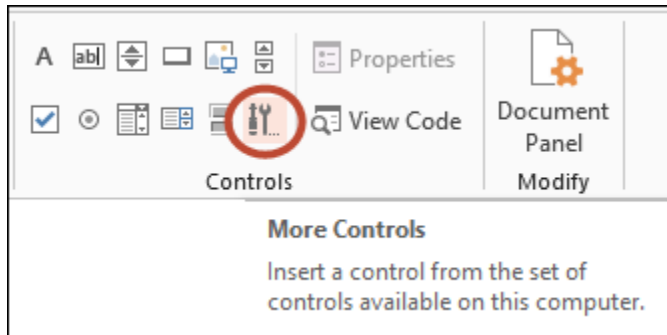 A abl Properties
View Code
Document
Panel
Controls
Modify
More Controls
Insert a control from the set of
controls available on this computer.